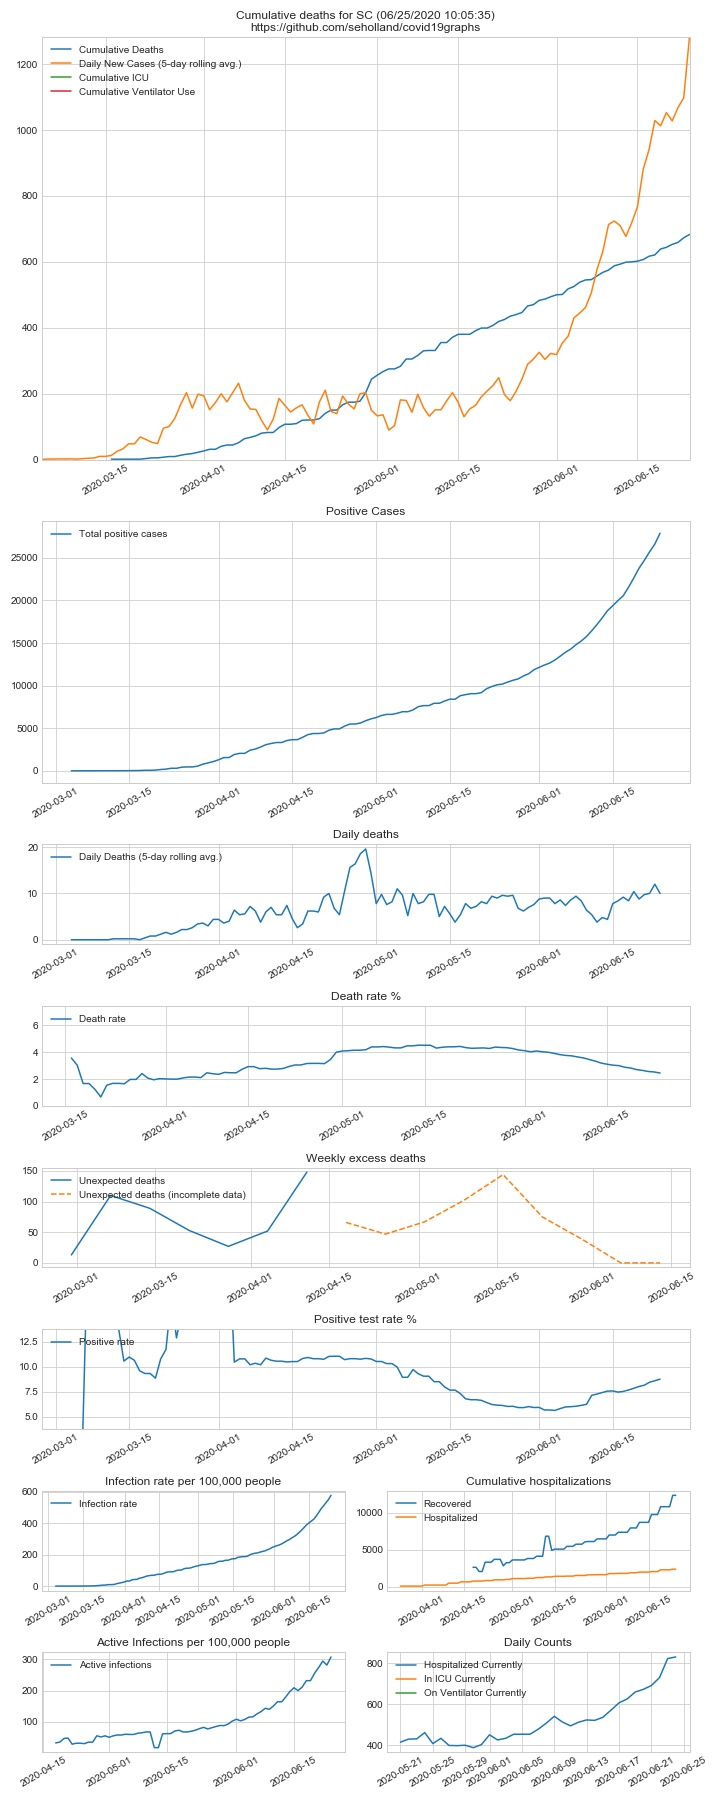 Cumulative deaths for SC (06/25/2020 10:05:35)
https://github.com/seholland/covid19graphs
Cumulative Deaths
Daily New Cases (5-day rolling avg.)
Cumulative ICU
Cumulative Ventilator Use
1200
1000
800
600
400
200
0
2020-03-15 2020-04-01 2020-04-15 2020-05-01 2020-05-15 2020-06-01 2020-06-15
Positive Cases
Total positive cases
25000
20000
15000
10000
5000
0
2020-03-01 2020-03-15 2020-04-01 2020-04-15 2020-05-01 2020-05-15 2020-06-01 2020-06-15
Daily deaths
20
Daily Deaths (5-day rolling avg.)
10
0
2020-03-01 2020-03-15 2020-04-01 2020-04-15 2020-05-01 2020-05-15 2020-06-01 2020-06-15
Death rate %
Death rate
6
4
2
0
2020-03-15 2020-04-01 2020-04-15 2020-05-01 2020-05-15 2020-06-01 2020-06-15
Weekly excess deaths
150
Unexpected deaths
Unexpected deaths (incomplete data)
100
50
0
2020-03-01 2020-03-15 2020-04-01 2020-04-15 2020-05-01 2020-05-15 2020-06-01 2020-06-15
Positive test rate %
Positive rate
12.5
10.0
7.5
5.0
2020-03-01 2020-03-15 2020-04-01 2020-04-15 2020-05-01 2020-05-15 2020-06-01 2020-06-15
Infection rate per 100,000 people
Infection rate
600
400
200
0
2020-03-01 2020-03-15 2020-04-01 2020-04-15 2020-05-01 2020-05-15 2020-06-01 2020-06-15
Cumulative hospitalizations
Recovered
Hospitalized
10000
5000
0
2020-04-01 2020-04-15 2020-05-01 2020-05-15 2020-06-01 2020-06-15
Active Infections per 100,000 people
Active infections
300
200
100
2020-04-15 2020-05-01 2020-05-15 2020-06-01 2020-06-15
Daily Counts
Hospitalized Currently
In ICU Currently
On Ventilator Currently
800
600
400
2020-05-21 2020-05-25 2020-05-29 2020-06-01 2020-06-05 2020-06-09 2020-06-13 2020-06-17 2020-06-21 2020-06-25